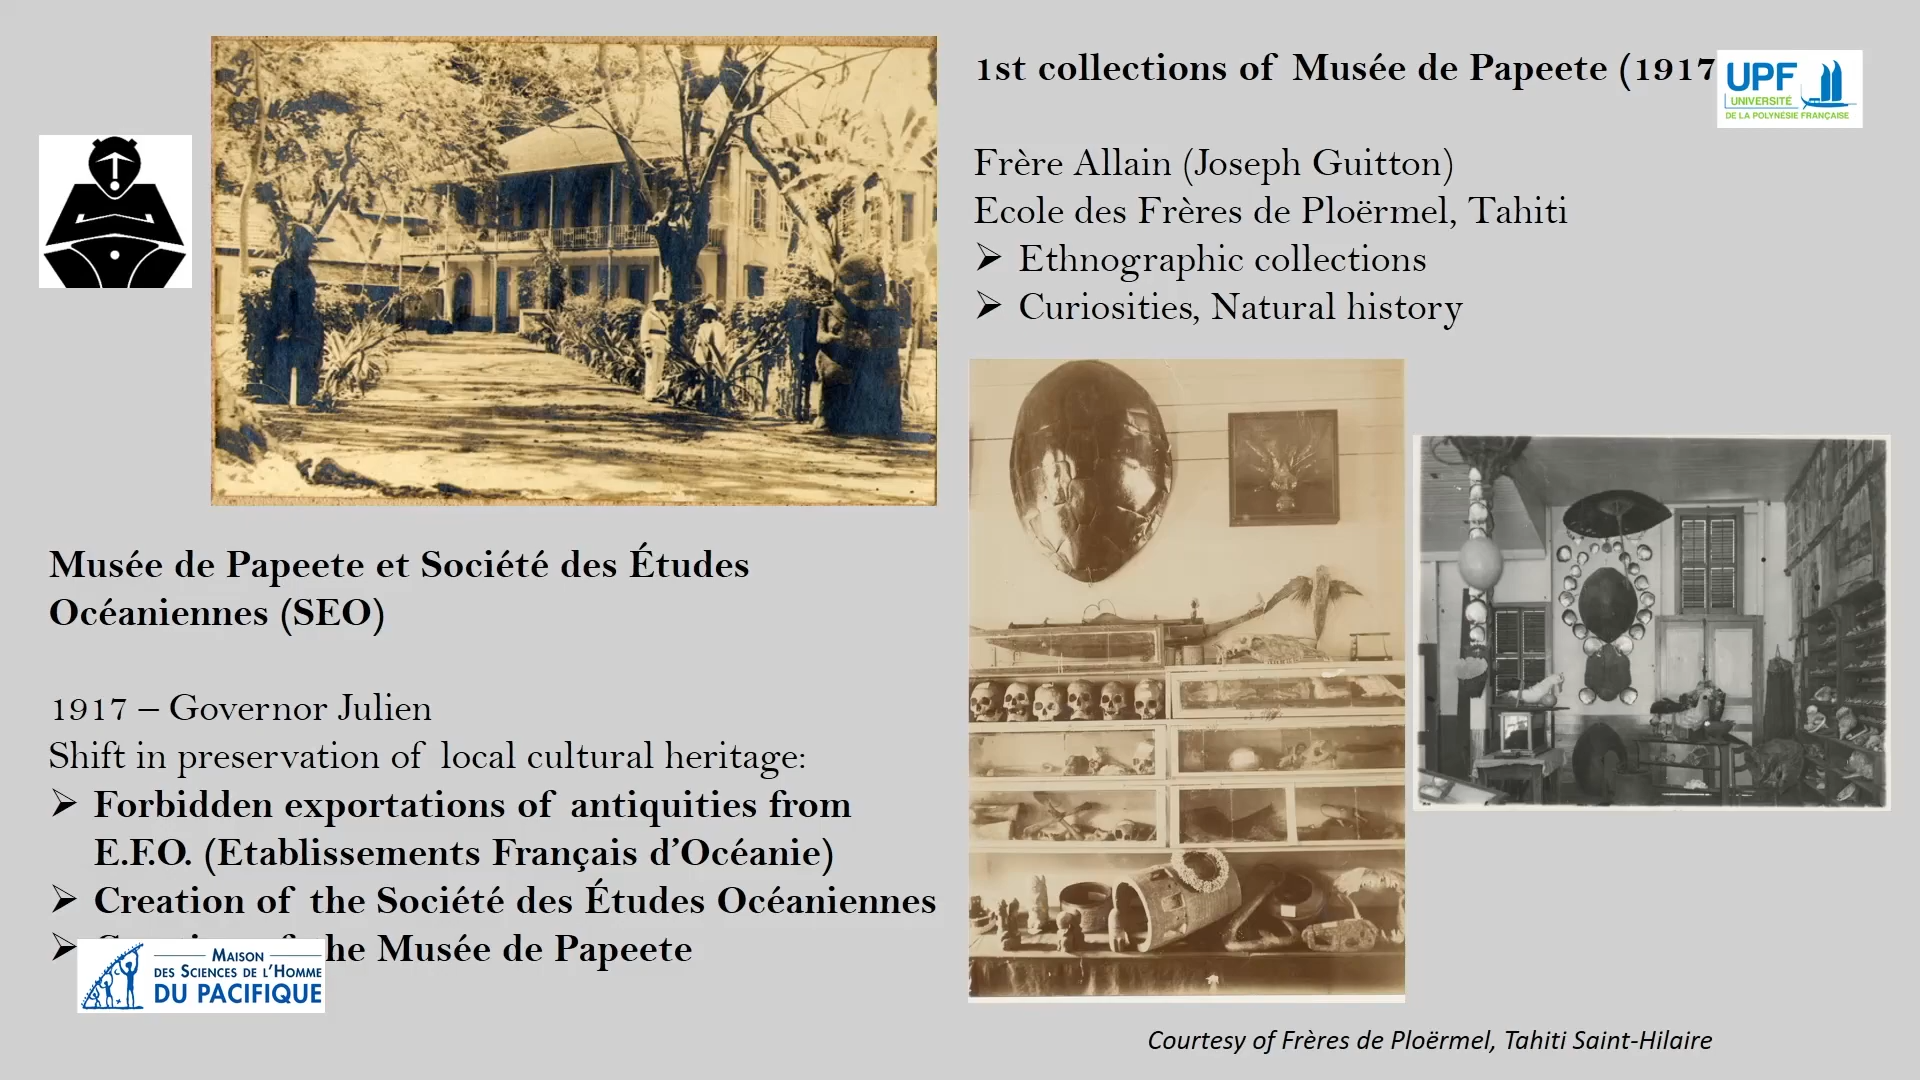 1st collections of Musée de Papeete (1917
UPF
UNIVERSITÉ
DE LA POLYNÉSIE FRANÇAISE
Frère Allain (Joseph Guitton)
Ecole des Frères de Ploërmel, Tahiti
➢ Ethnographic collections
➢ Curiosities, Natural history
Musée de Papeete et Société des Études
Océaniennes (SEO)
1917 – Governor Julien
Shift in preservation of local cultural heritage:
➢ Forbidden exportations of antiquities from
E.F.O. (Etablissements Français d’Océanie)
➢ Creation of the Société des Études Océaniennes
➢ the Musée de Papeete
MAISON
DES SCIENCES DE L’HOMME
DU PACIFIQUE
Courtesy of Frères de Ploërmel, Tahiti Saint-Hilaire